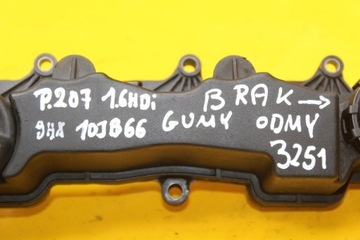 P.207 1.6HDi BRAK →
9HX 10JB66 GUMY ODMY
3251